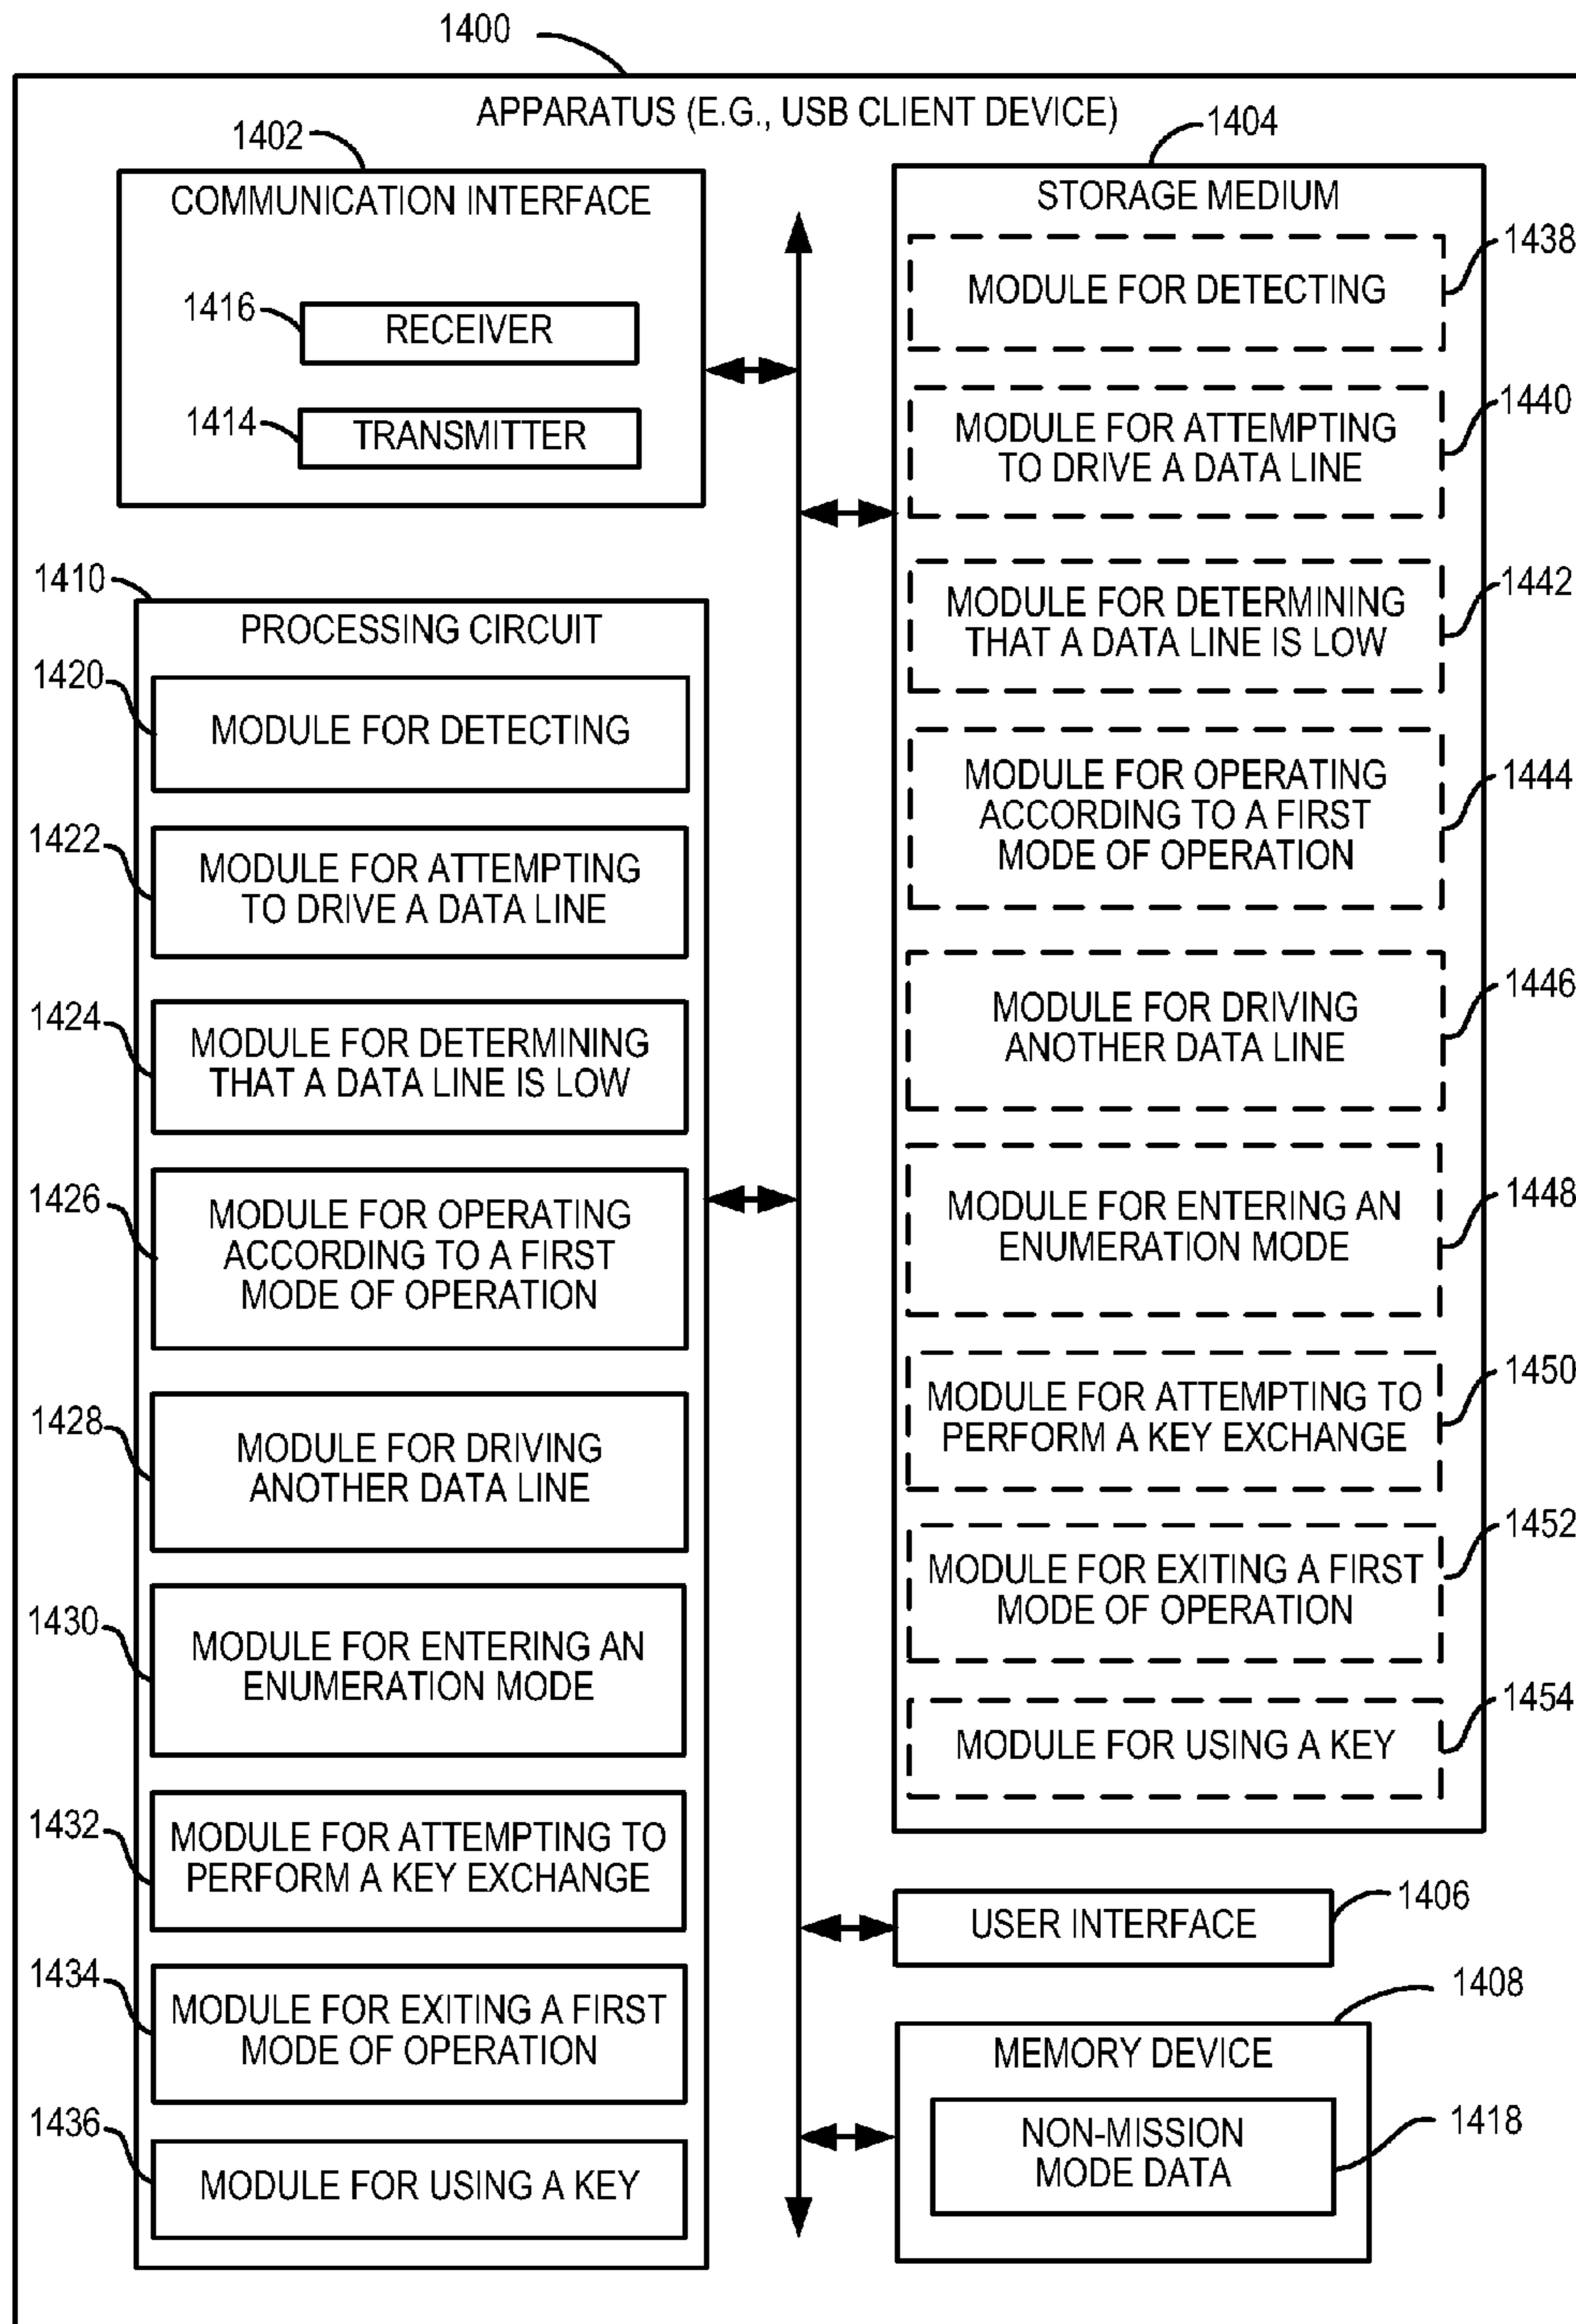 1400
APPARATUS (E.G., USB CLIENT DEVICE)
1402
COMMUNICATION INTERFACE
1416
RECEIVER
1414
TRANSMITTER
1410
PROCESSING CIRCUIT
1420
MODULE FOR DETECTING
1422
MODULE FOR ATTEMPTING
TO DRIVE A DATA LINE
1424
MODULE FOR DETERMINING
THAT A DATA LINE IS LOW
1426
MODULE FOR OPERATING
ACCORDING TO A FIRST
MODE OF OPERATION
1428
MODULE FOR DRIVING
ANOTHER DATA LINE
1430
MODULE FOR ENTERING AN
ENUMERATION MODE
1432
MODULE FOR ATTEMPTING TO
PERFORM A KEY EXCHANGE
1434
MODULE FOR EXITING A FIRST
MODE OF OPERATION
1436
MODULE FOR USING A KEY
1404
STORAGE MEDIUM
1438
MODULE FOR DETECTING
1440
MODULE FOR ATTEMPTING
TO DRIVE A DATA LINE
1442
MODULE FOR DETERMINING
THAT A DATA LINE IS LOW
1444
MODULE FOR OPERATING
ACCORDING TO A FIRST
MODE OF OPERATION
1446
MODULE FOR DRIVING
ANOTHER DATA LINE
1448
MODULE FOR ENTERING AN
ENUMERATION MODE
1450
MODULE FOR ATTEMPTING TO
PERFORM A KEY EXCHANGE
1452
MODULE FOR EXITING A FIRST
MODE OF OPERATION
1454
MODULE FOR USING A KEY
1406
USER INTERFACE
1408
MEMORY DEVICE
1418
NON-MISSION
MODE DATA